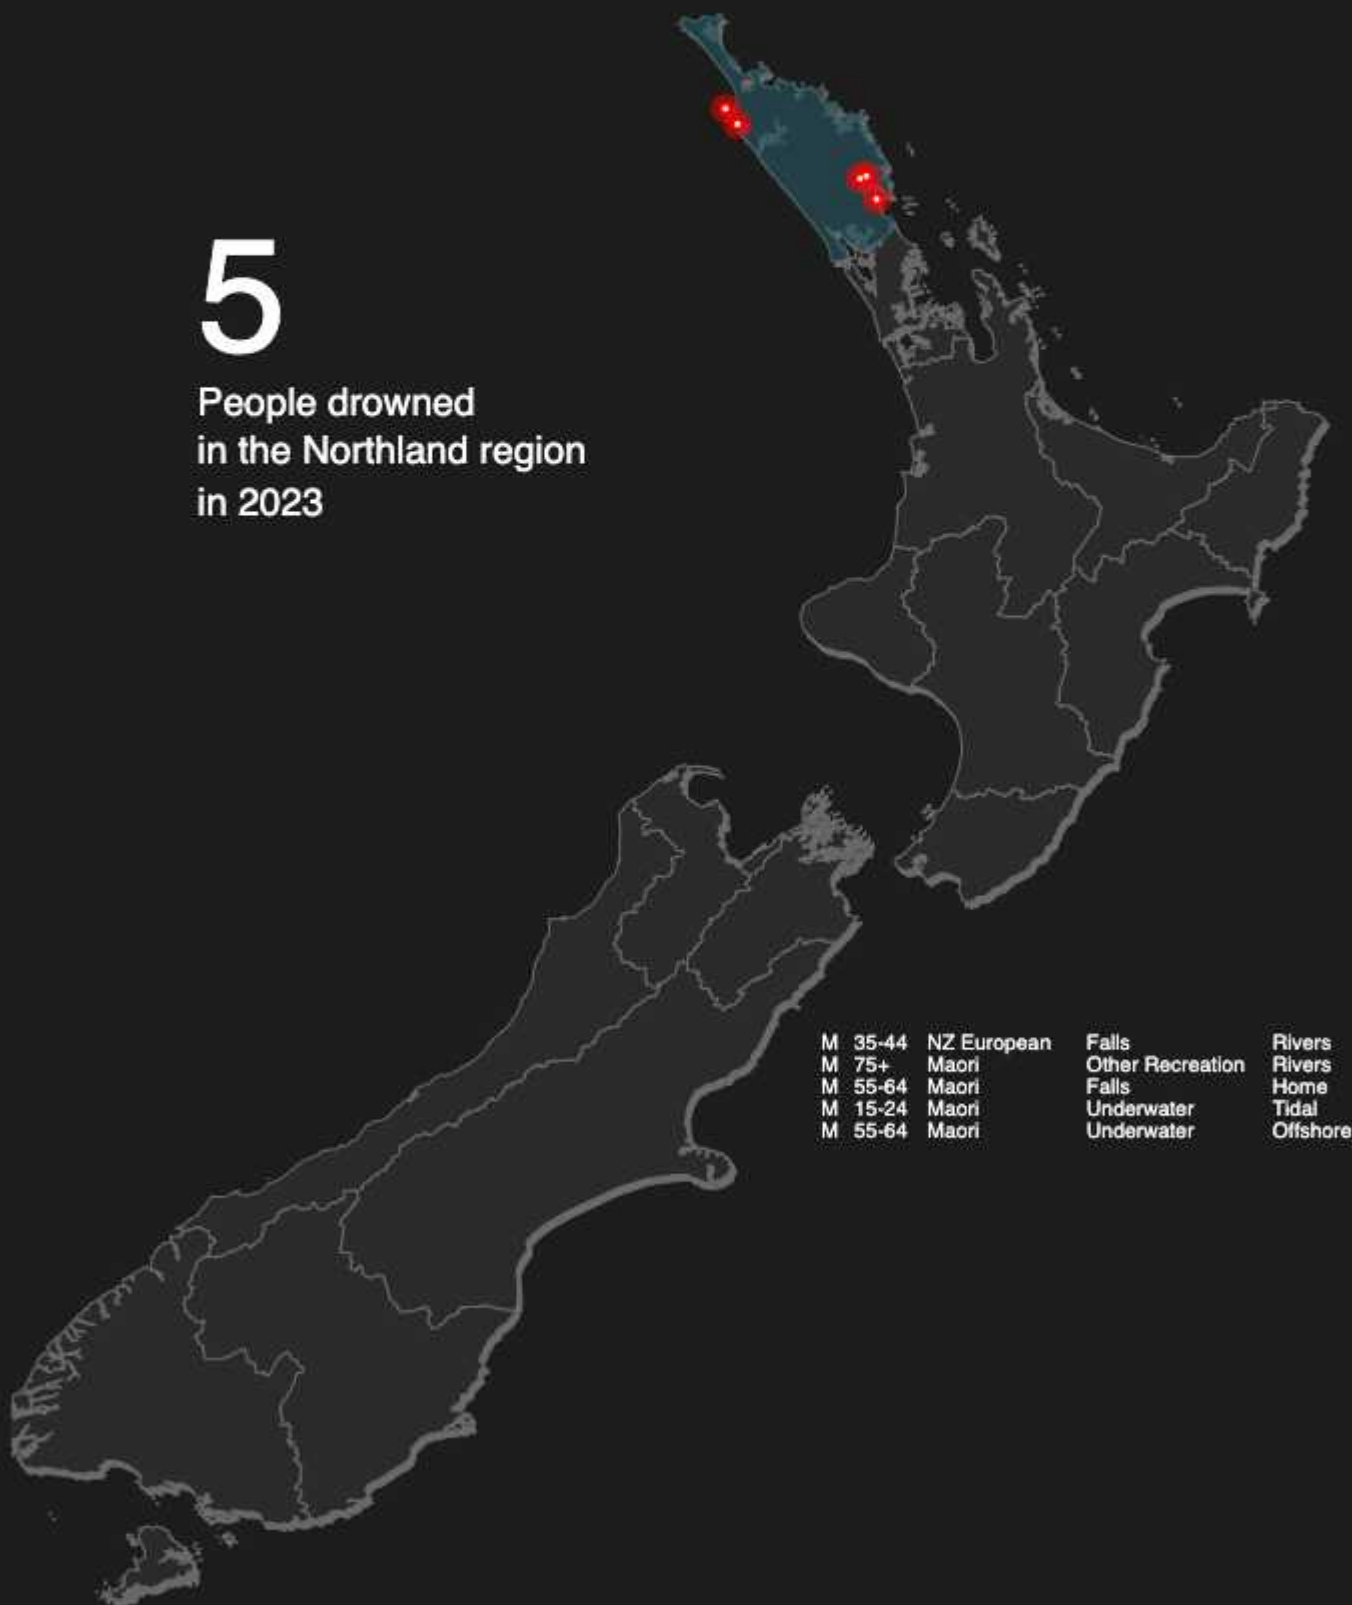 5
People drowned
in the Northland region
in 2023
M 35-44 NZ European Falls Rivers
M 75+ Maori Other Recreation Rivers
M 55-64 Maori Falls Home
M 15-24 Maori Underwater Tidal
M 55-64 Maori Underwater Offshore